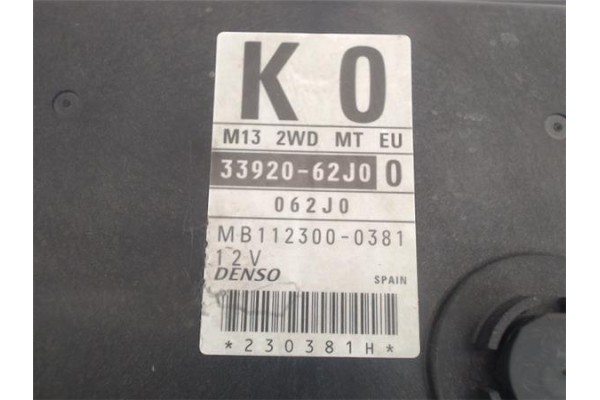 K 0
M13 2WD MT EU
33920-62J0 0
062J0
MB112300-0381
12V
DENSO SPAIN
*230381H*